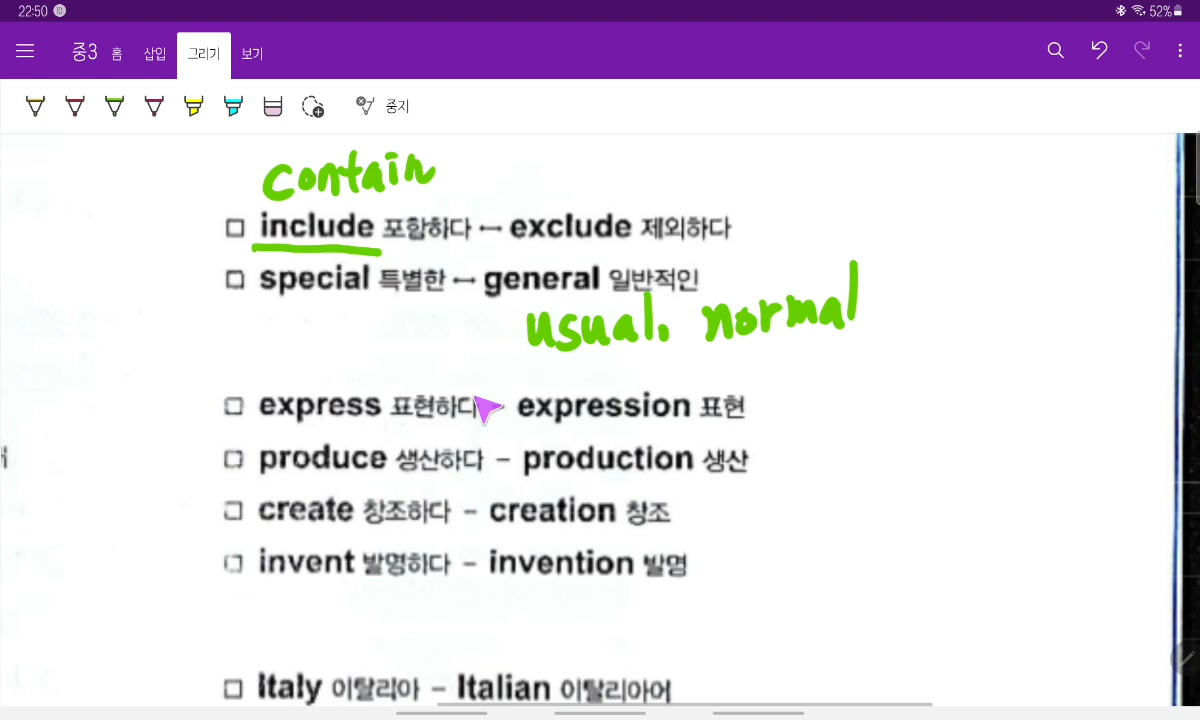 22:50
52%
중3 홈 삽입 그리기 보기
중지
contain
include 포함하다 ↔ exclude 제외하다
special 특별한 ↔ general 일반적인
usual, normal
express 표현하다 expression 표현
produce 생산하다 - production 생산
create 창조하다 - creation 창조
invent 발명하다 - invention 발명
Italy 이탈리아 - Italian 이탈리아어